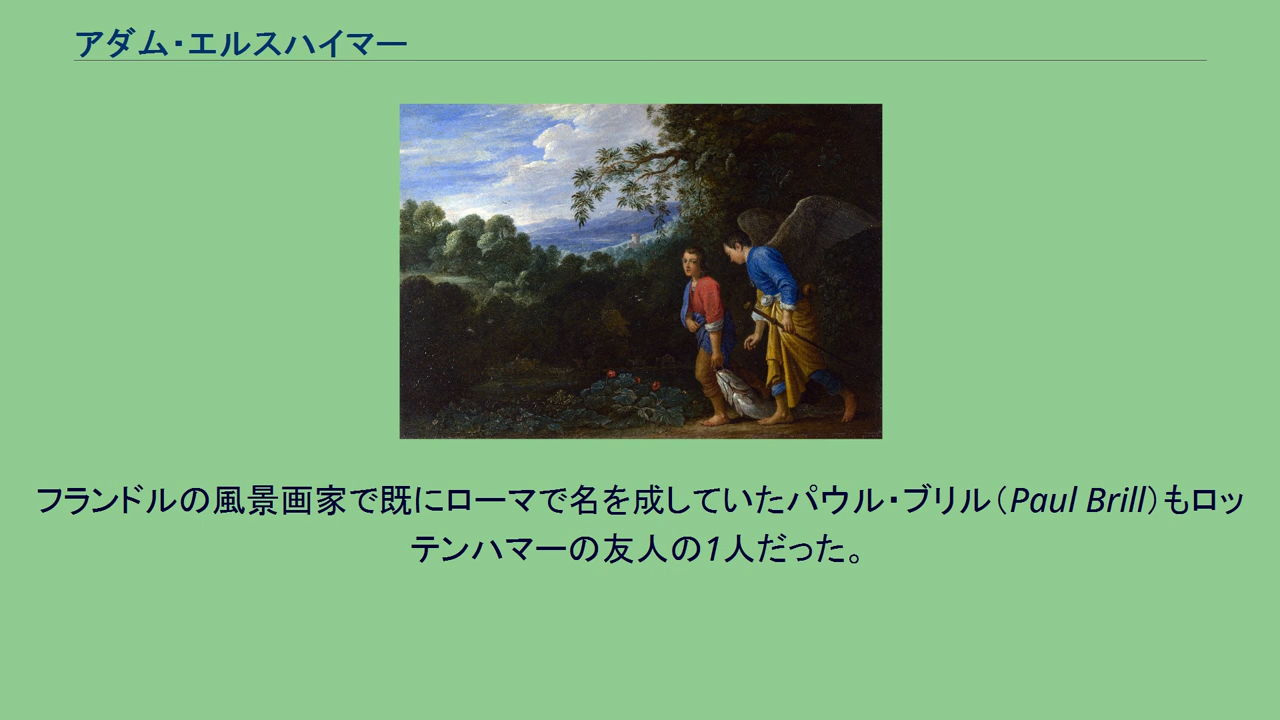 アダム・エルスハイマー
フランドルの風景画家で既にローマで名を成していたパウル・ブリル（Paul Brill）もロッ
テンハマーの友人の1人だった。